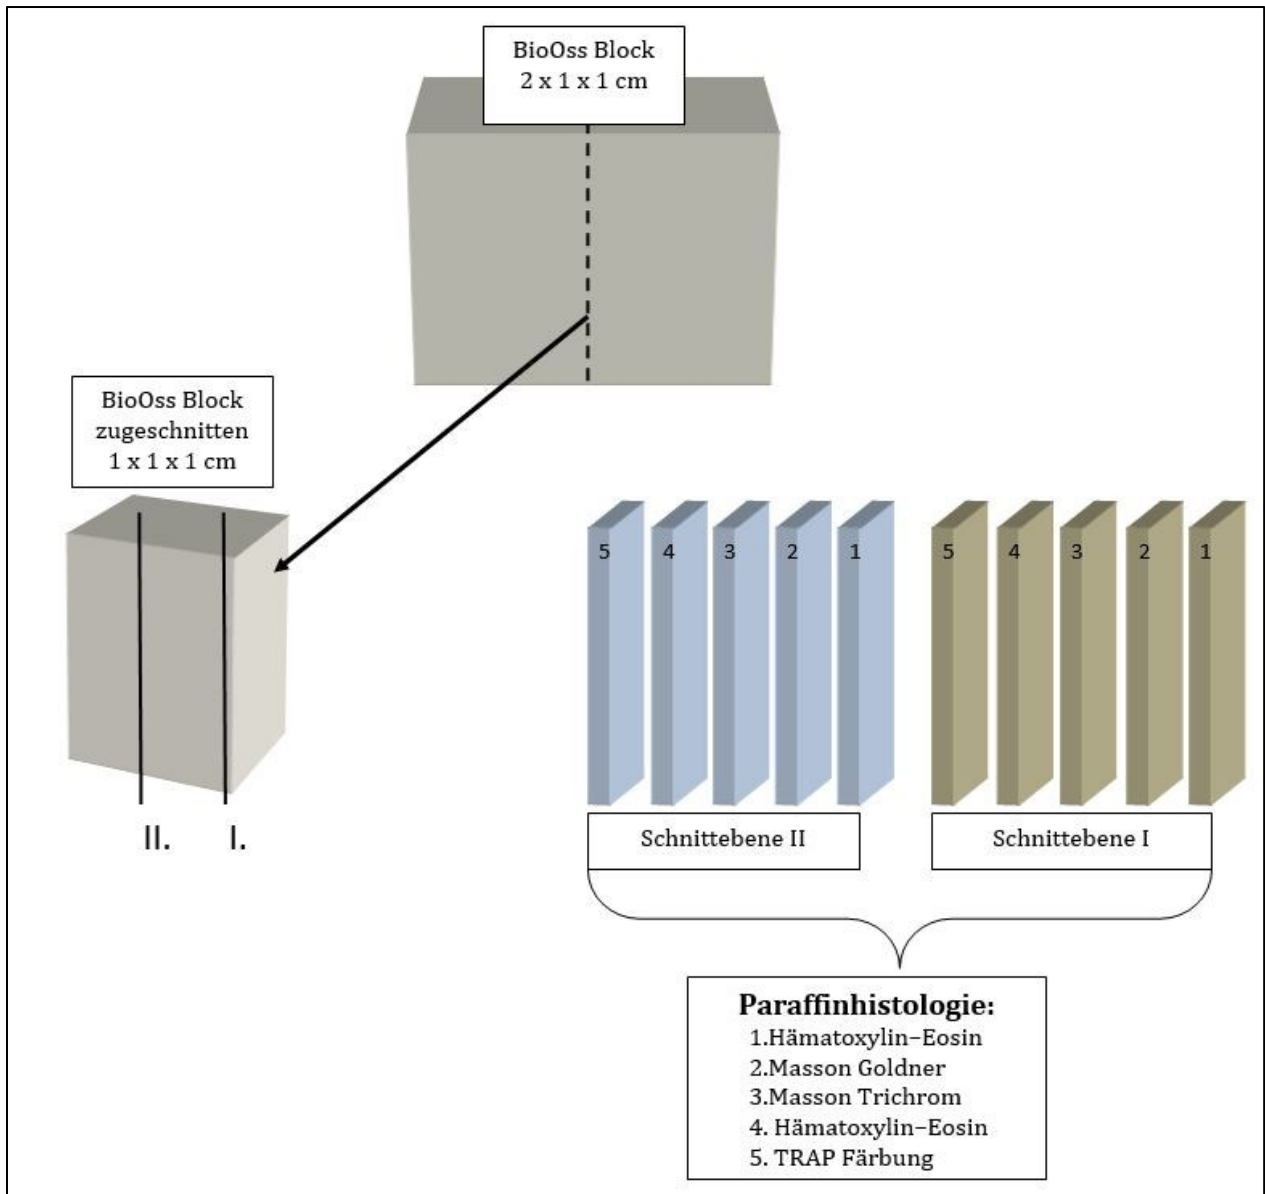 BioOss Block
2 x 1 x 1 cm
BioOss Block
zugeschnitten
1 x 1 x 1 cm
II. I.
5 4 3 2 1 5 4 3 2 1
Schnittebene II
Schnittebene I
Paraffinhistologie:
1.Hämatoxylin–Eosin
2.Masson Goldner
3.Masson Trichrom
4. Hämatoxylin–Eosin
5. TRAP Färbung